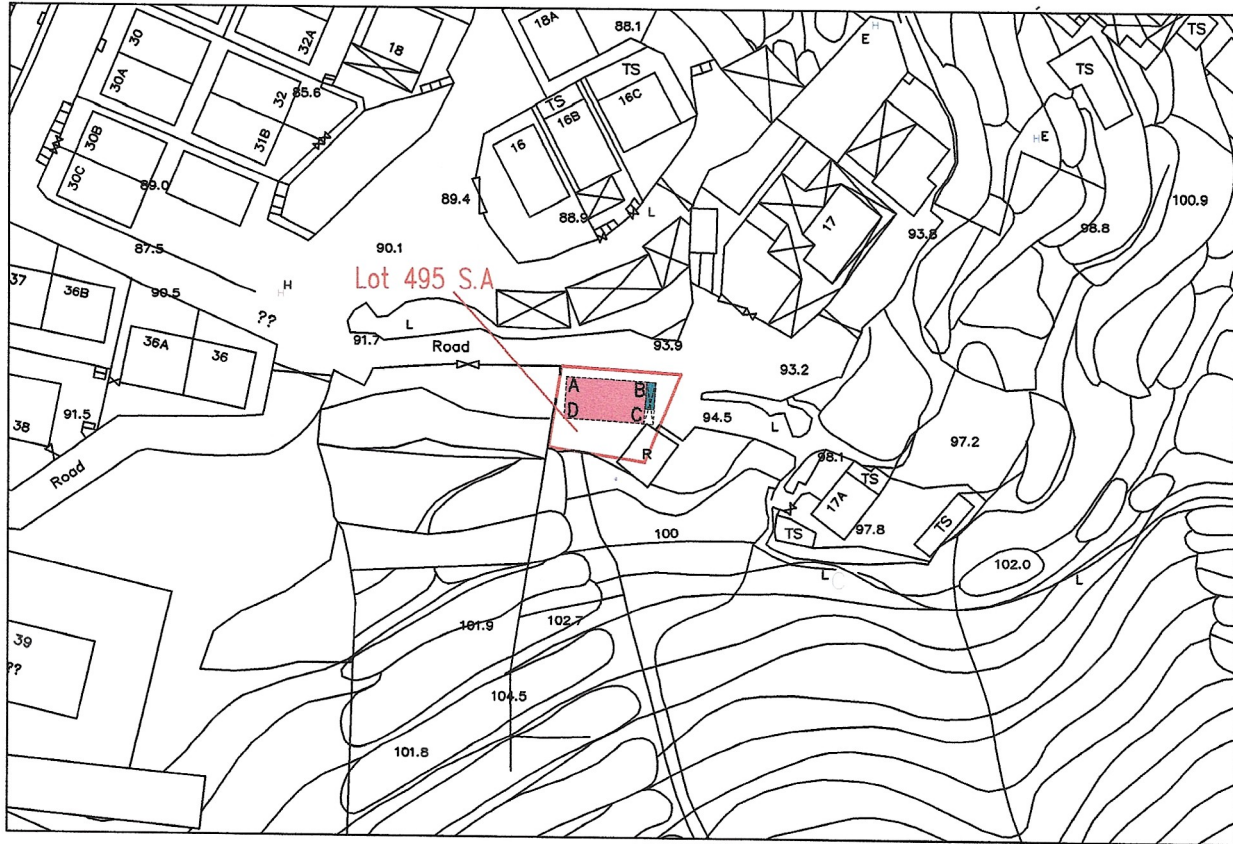 30
32A
18
18A
88.1
E
TS
TS
30A
32
85.6
TS
16C
TS
16B
31B
30B
16
E
30C
89.0
89.4
88.9
L
17
100.9
93.8
98.8
87.5
90.1
37
36B
90.5
H
Lot 495 S.A
??
L
36A
36
91.7
Road
93.9
93.2
A
B
D
C
94.5
91.5
38
L
97.2
R
98.1
Road
TS
17A
TS
TS
97.8
100
L
102.0
L
C
102.7
101.9
39
??
104.5
101.8